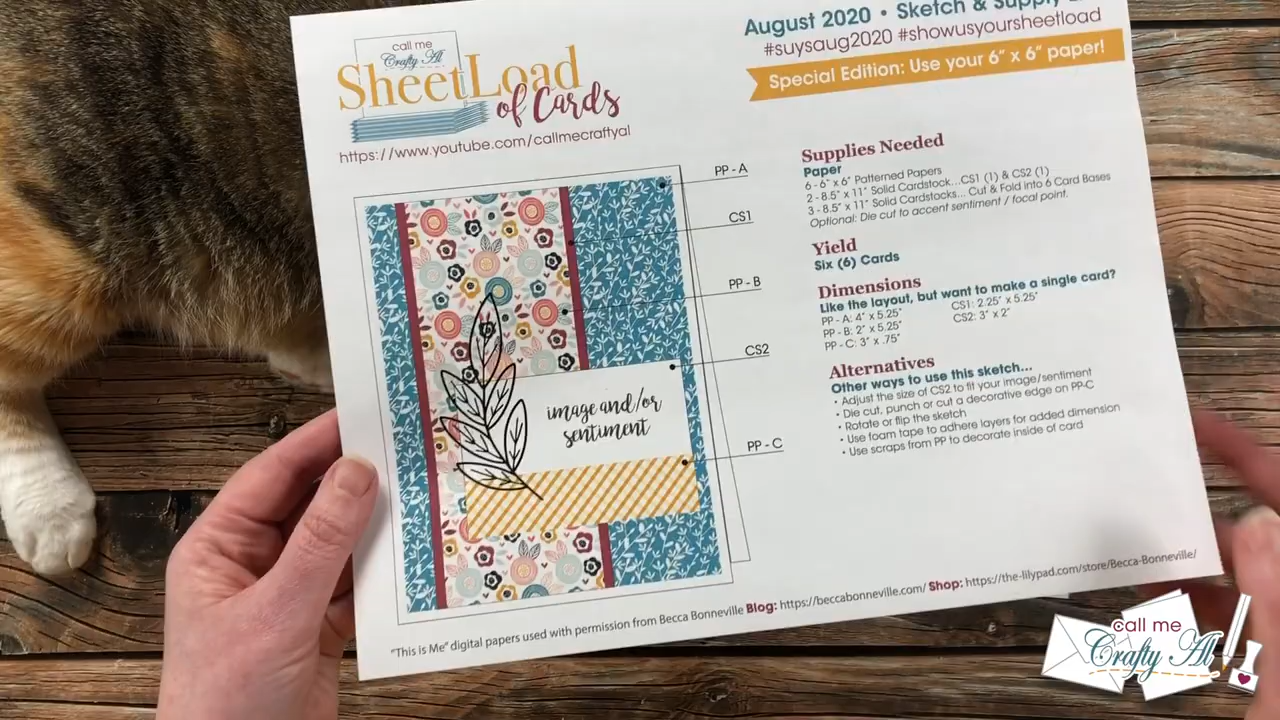 call me
Crafty Al
SheetLoad
of Cards
https://www.youtube.com/callmecraftyal
August 2020 • Sketch & Supply
#suysaug2020 #showusyoursheetload
Special Edition: Use your 6" x 6" paper!
PP - A
CS1
PP - B
CS2
PP - C
image and/or
sentiment
Supplies Needed
Paper
6 - 6" x 6" Patterned Papers
2 - 8.5" x 11" Solid Cardstock...CS1 (1) & CS2 (1)
3 - 8.5" x 11" Solid Cardstocks... Cut & Fold into 6 Card Bases
Optional: Die cut to accent sentiment / focal point.
Yield
Six (6) Cards
Dimensions
Like the layout, but want to make a single card?
PP - A: 4" x 5.25"
PP - B: 2" x 5.25"
PP - C: 3" x .75"
CS1: 2.25" x 5.25"
CS2: 3" x 2"
Alternatives
Other ways to use this sketch...
• Adjust the size of CS2 to fit your image/sentiment
• Die cut, punch or cut a decorative edge on PP-C
• Rotate or flip the sketch
• Use foam tape to adhere layers for added dimension
• Use scraps from PP to decorate inside of card
"This is Me" digital papers used with permission from Becca Bonneville Blog: https://beccabonneville.com/ Shop: https://the-lilypad.com/store/Becca-Bonneville/
call me
Crafty Al